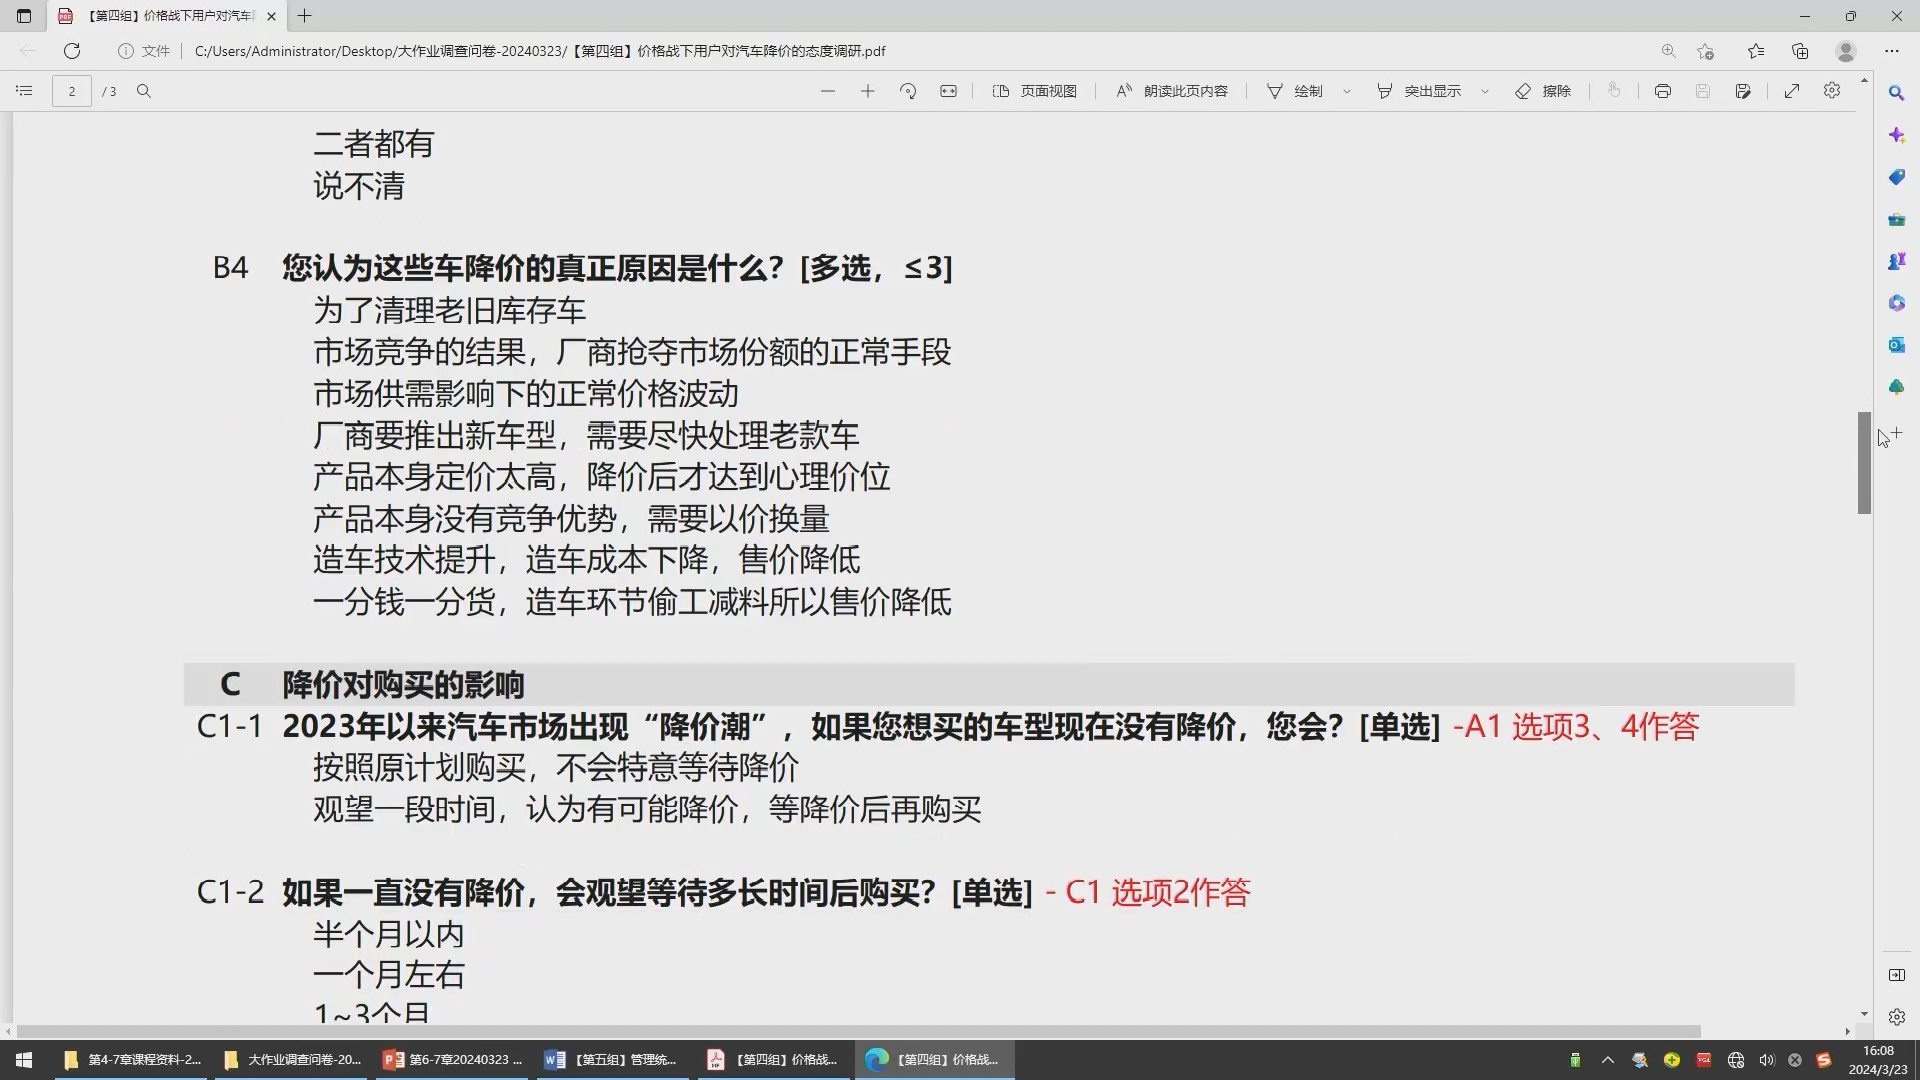 【第四组】价格战下用户对汽车
文件
C:/Users/Administrator/Desktop/大作业调查问卷-20240323/【第四组】价格战下用户对汽车降价的态度调研.pdf
2 / 3
页面视图
朗读此页内容
绘制
突出显示
擦除
二者都有
说不清
B4 您认为这些车降价的真正原因是什么？[多选，≤3]
为了清理老旧库存车
市场竞争的结果，厂商抢夺市场份额的正常手段
市场供需影响下的正常价格波动
厂商要推出新车型，需要尽快处理老款车
产品本身定价太高，降价后才达到心理价位
产品本身没有竞争优势，需要以价换量
造车技术提升，造车成本下降，售价降低
一分钱一分货，造车环节偷工减料所以售价降低
C 降价对购买的影响
C1-1 2023年以来汽车市场出现“降价潮”，如果您想买的车型现在没有降价，您会？[单选] -A1 选项3、4作答
按照原计划购买，不会特意等待降价
观望一段时间，认为有可能降价，等降价后再购买
C1-2 如果一直没有降价，会观望等待多长时间后购买？[单选] - C1 选项2作答
半个月以内
一个月左右
1~3个月
第4-7章课程资料-2...
大作业调查问卷-20...
第6-7章20240323 ...
【第五组】管理统...
【第四组】价格战...
【第四组】价格战...
16:08
2024/3/23